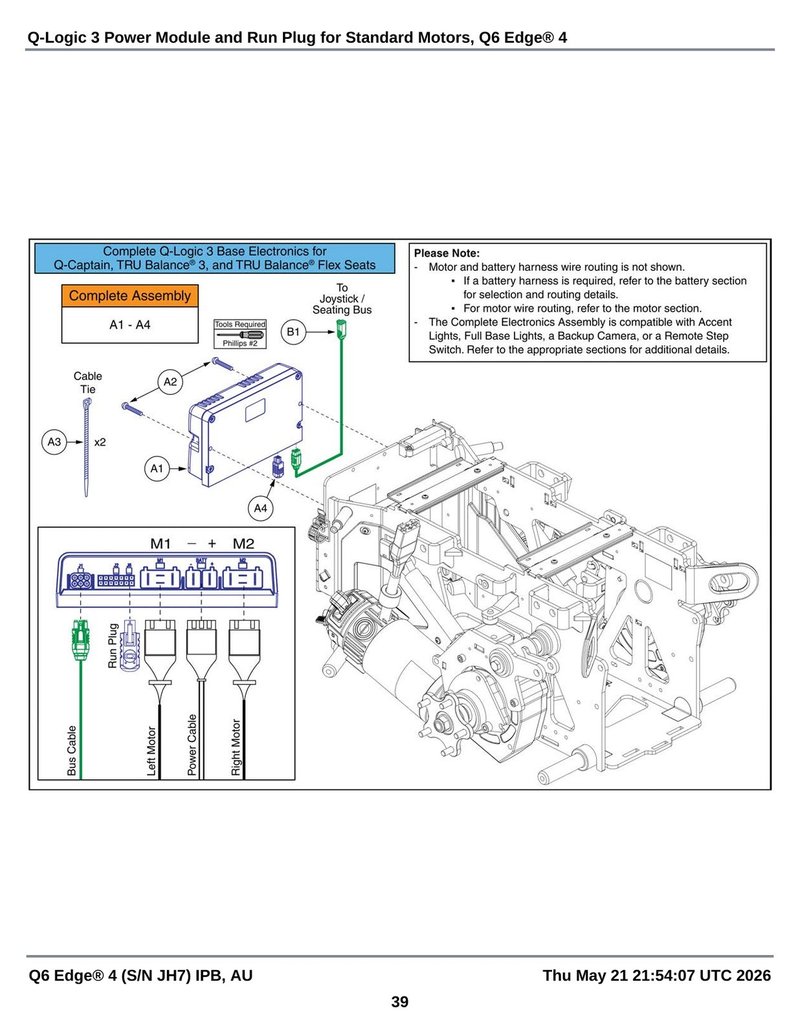 Q-Logic 3 Power Module and Run Plug for Standard Motors, Q6 Edge® 4
Complete Q-Logic 3 Base Electronics for
Q-Captain, TRU Balance® 3, and TRU Balance® Flex Seats
Please Note:
- Motor and battery harness wire routing is not shown.
▪ If a battery harness is required, refer to the battery section
for selection and routing details.
▪ For motor wire routing, refer to the motor section.
- The Complete Electronics Assembly is compatible with Accent
Lights, Full Base Lights, a Backup Camera, or a Remote Step
Switch. Refer to the appropriate sections for additional details.
Complete Assembly
A1 - A4
Tools Required
Phillips #2
To
Joystick /
Seating Bus
B1
Cable
Tie
A2
A3
x2
A1
A4
M1 − + M2
M1
BATT
M2
Bus Cable
Run Plug
Left Motor
Power Cable
Right Motor
Q6 Edge® 4 (S/N JH7) IPB, AU
Thu May 21 21:54:07 UTC 2026
39